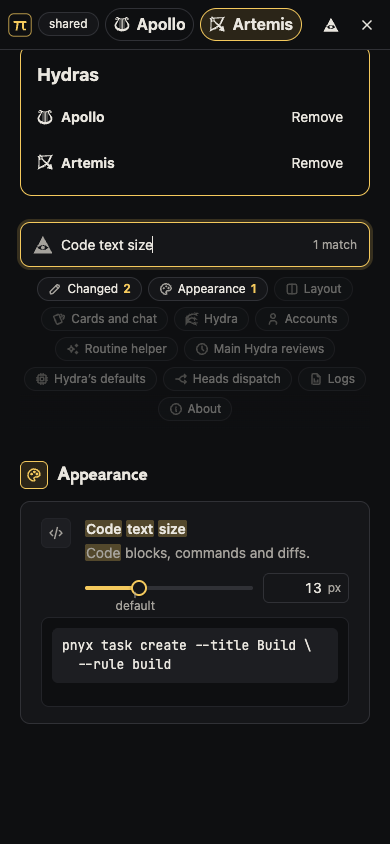 π shared Apollo Artemis
Hydras
Apollo Remove
Artemis Remove
Code text size 1 match
Changed 2 Appearance 1 Layout
Cards and chat Hydra Accounts
Routine helper Main Hydra reviews
Hydra's defaults Heads dispatch Logs
About
Appearance
Code text size
Code blocks, commands and diffs.
13 px
default
pnyx task create --title Build \
--rule build